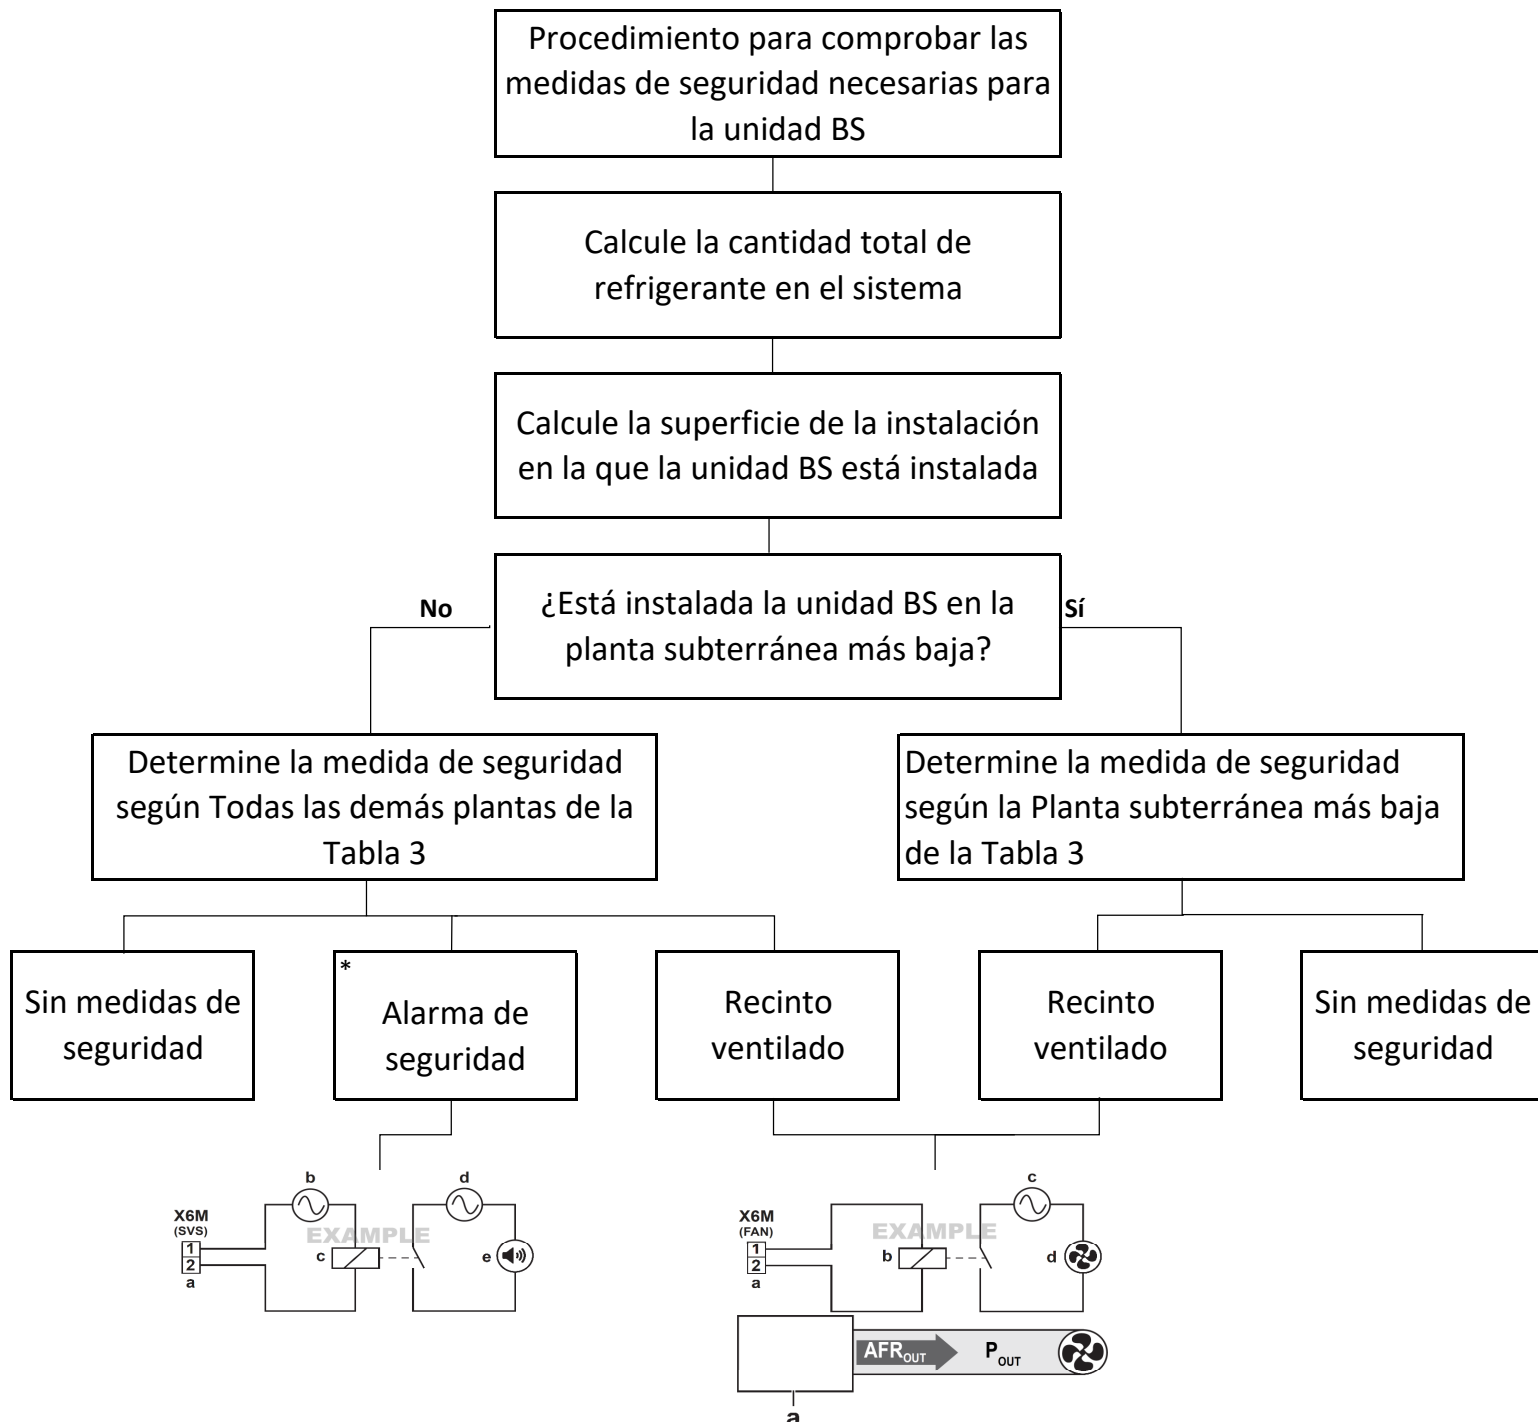 Procedimiento para comprobar las
medidas de seguridad necesarias para
la unidad BS
Calcule la cantidad total de
refrigerante en el sistema
Calcule la superficie de la instalación
en la que la unidad BS está instalada
No
¿Está instalada la unidad BS en la
planta subterránea más baja?
Sí
Determine la medida de seguridad
según Todas las demás plantas de la
Tabla 3
Determine la medida de seguridad
según la Planta subterránea más baja
de la Tabla 3
Sin medidas de
seguridad
*
Alarma de
seguridad
Recinto
ventilado
Recinto
ventilado
Sin medidas de
seguridad
b
d
X6M
(SVS)
EXAMPLE
1
2
c
e
a
c
X6M
(FAN)
EXAMPLE
1
2
b
d
a
AFROUT
POUT
a